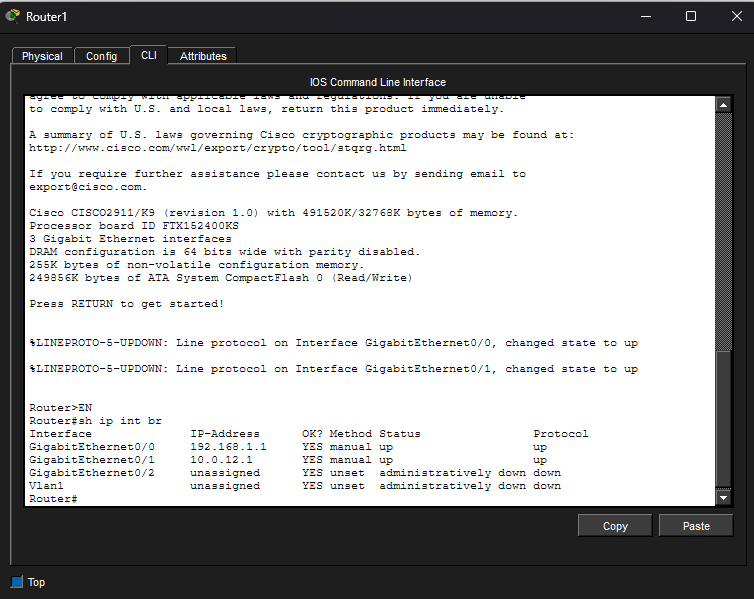 Router1
Physical Config CLI Attributes
IOS Command Line Interface
agree to comply with applicable laws and regulations. If you are unable
to comply with U.S. and local laws, return this product immediately.
A summary of U.S. laws governing Cisco cryptographic products may be found at:
http://www.cisco.com/wwl/export/crypto/tool/stqrg.html
If you require further assistance please contact us by sending email to
export@cisco.com.
Cisco CISCO2911/K9 (revision 1.0) with 491520K/32768K bytes of memory.
Processor board ID FTX152400KS
3 Gigabit Ethernet interfaces
DRAM configuration is 64 bits wide with parity disabled.
255K bytes of non-volatile configuration memory.
249856K bytes of ATA System CompactFlash 0 (Read/Write)
Press RETURN to get started!
%LINEPROTO-5-UPDOWN: Line protocol on Interface GigabitEthernet0/0, changed state to up
%LINEPROTO-5-UPDOWN: Line protocol on Interface GigabitEthernet0/1, changed state to up
Router>EN
Router#sh ip int br
Interface IP-Address OK? Method Status Protocol
GigabitEthernet0/0 192.168.1.1 YES manual up up
GigabitEthernet0/1 10.0.12.1 YES manual up up
GigabitEthernet0/2 unassigned YES unset administratively down down
Vlan1 unassigned YES unset administratively down down
Router#
Copy Paste
Top